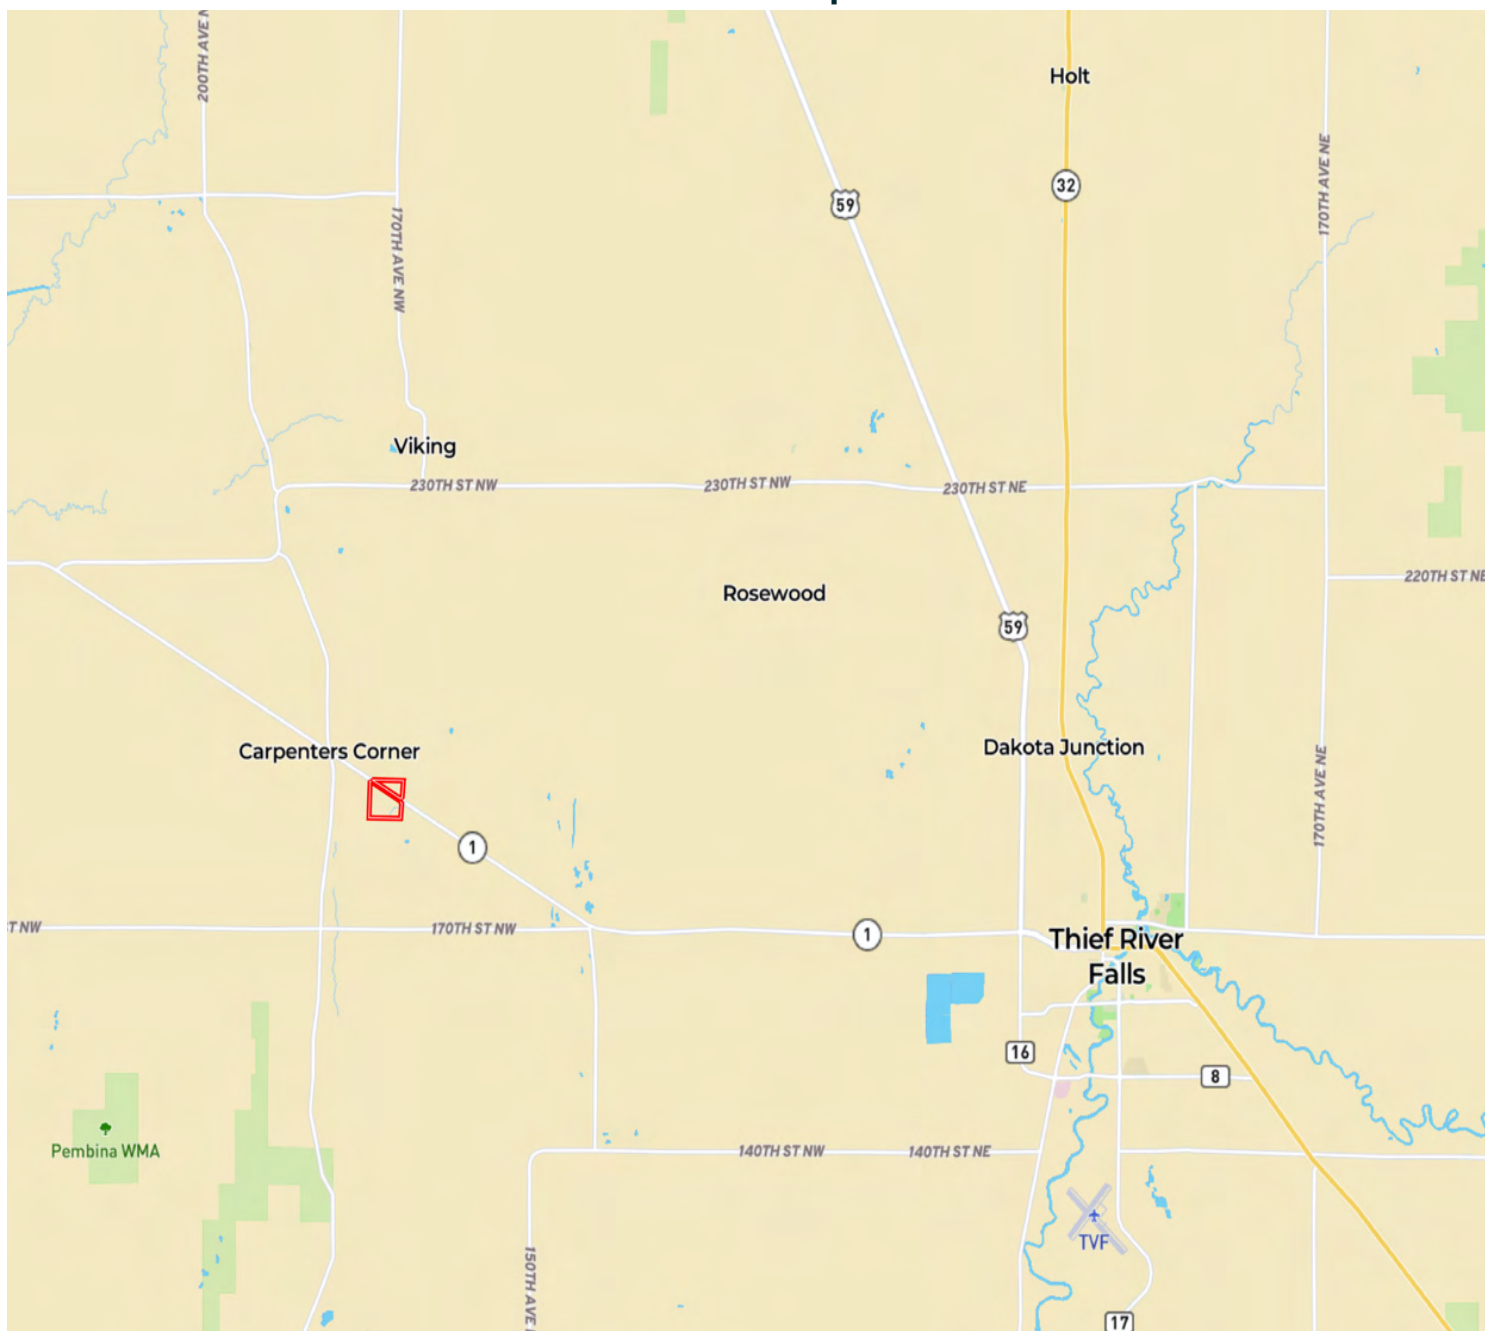 200TH AVE N
Holt
32
170TH AVE NE
59
170TH AVE NW
Viking
230TH ST NW
230TH ST NW
230TH ST NE
220TH ST NE
Rosewood
59
Carpenters Corner
Dakota Junction
170TH AVE NE
1
T NW
170TH ST NW
1
Thief River
Falls
16
8
Pembina WMA
140TH ST NW
140TH ST NE
TVF
150TH AVE
17